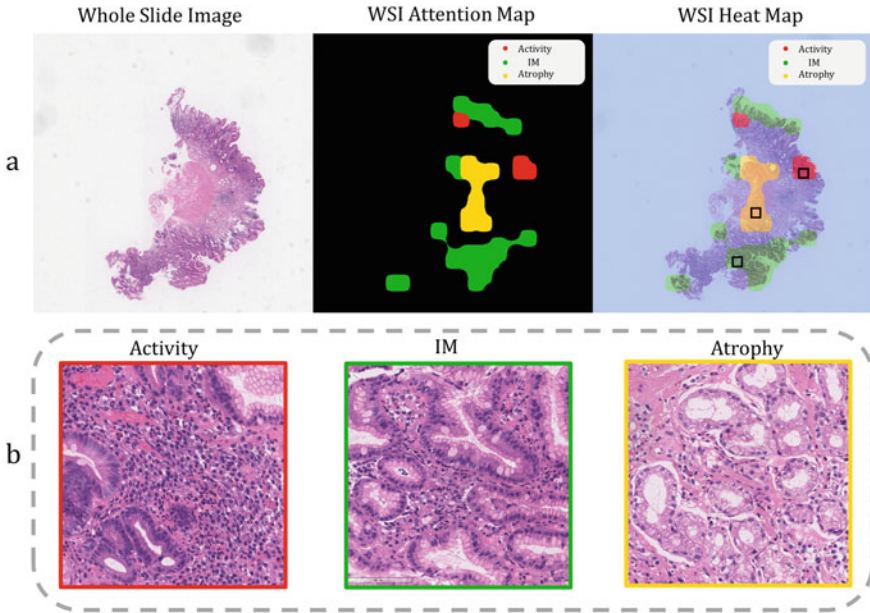 Whole Slide Image
WSI Attention Map
WSI Heat Map
Activity
IM
Atrophy
Activity
IM
Atrophy
a
Activity
IM
Atrophy
b